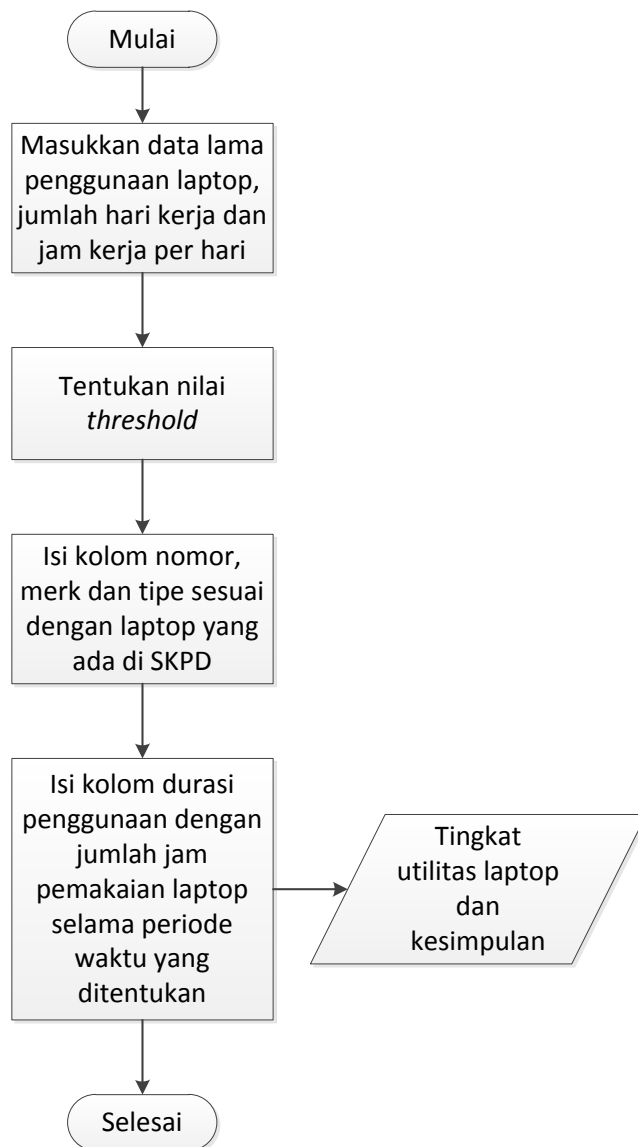 Mulai
Masukkan data lama
penggunaan laptop,
jumlah hari kerja dan
jam kerja per hari
Tentukan nilai
threshold
Isi kolom nomor,
merk dan tipe sesuai
dengan laptop yang
ada di SKPD
Isi kolom durasi
penggunaan dengan
jumlah jam
pemakaian laptop
selama periode
waktu yang
ditentukan
Tingkat
utilitas laptop
dan
kesimpulan
Selesai